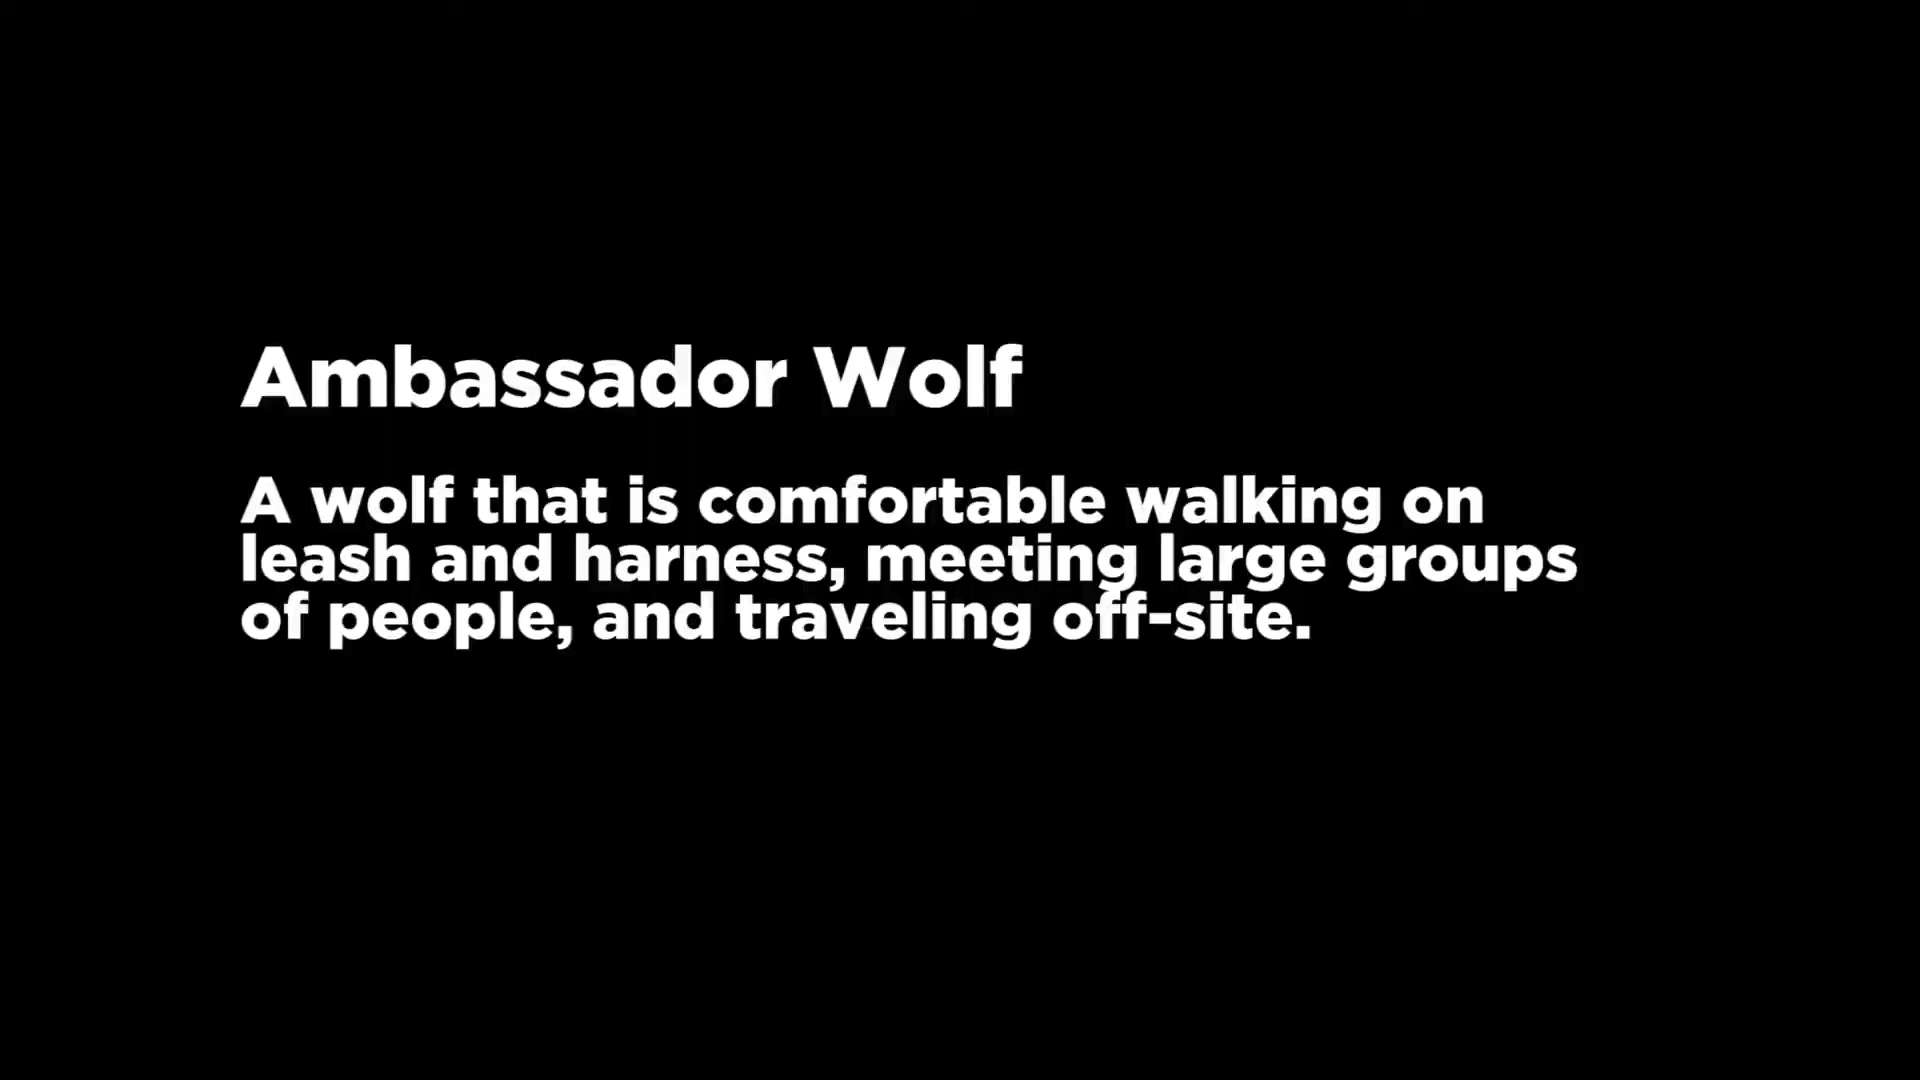 Ambassador Wolf
A wolf that is comfortable walking on
leash and harness, meeting large groups
of people, and traveling off-site.